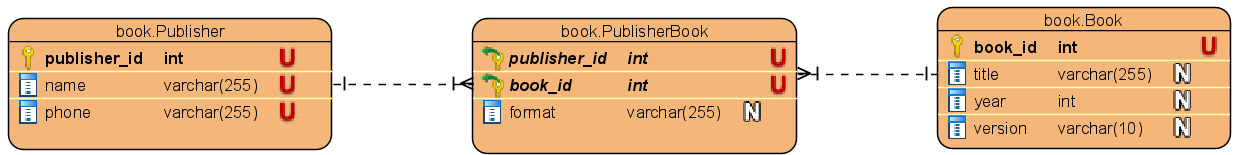 book.Publisher
publisher_id int U
name varchar(255) U
phone varchar(255) U
book.PublisherBook
publisher_id int U
book_id int U
format varchar(255) N
book.Book
book_id int U
title varchar(255) N
year int N
version varchar(10) N